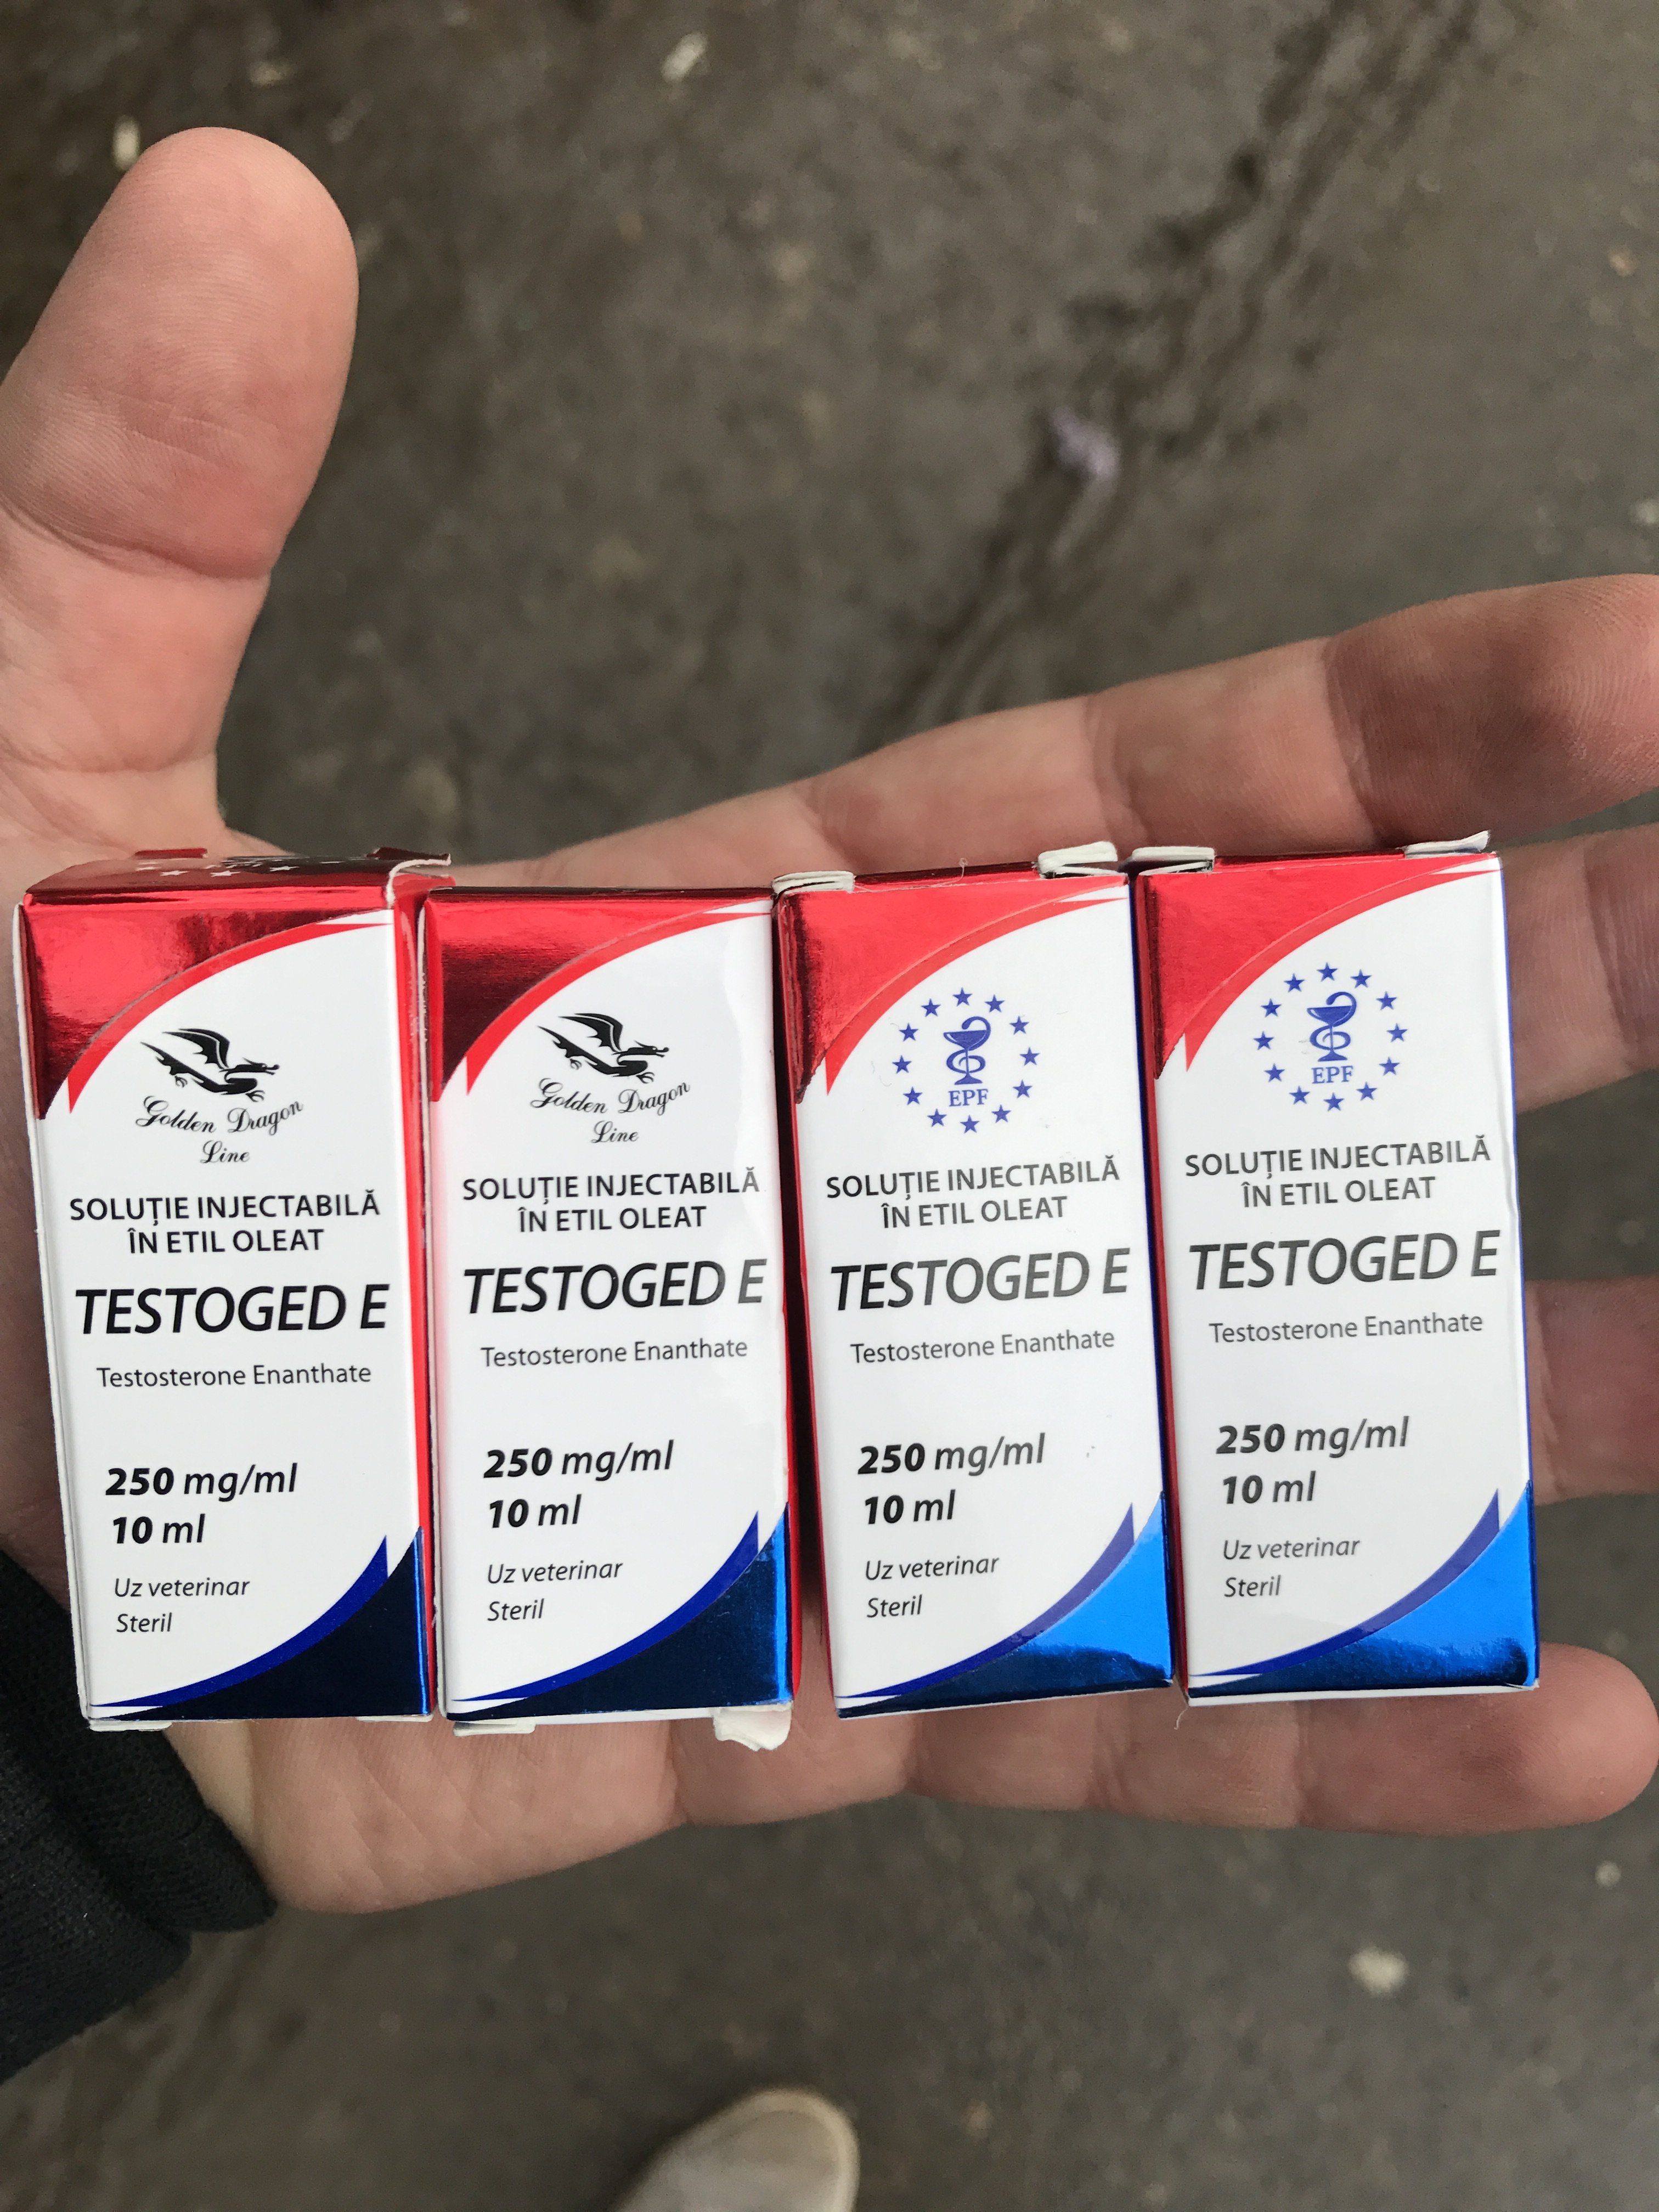 Golden Dragon
Line
SOLUȚIE INJECTABILĂ
ÎN ETIL OLEAT
TESTOGED E
Testosterone Enanthate
250 mg/ml
10 ml
Uz veterinar
Steril
Golden Dragon
Line
SOLUȚIE INJECTABILĂ
ÎN ETIL OLEAT
TESTOGED E
Testosterone Enanthate
250 mg/ml
10 ml
Uz veterinar
Steril
EPF
SOLUȚIE INJECTABILĂ
ÎN ETIL OLEAT
TESTOGED E
Testosterone Enanthate
250 mg/ml
10 ml
Uz veterinar
Steril
EPF
SOLUȚIE INJECTABILĂ
ÎN ETIL OLEAT
TESTOGED E
Testosterone Enanthate
250 mg/ml
10 ml
Uz veterinar
Steril